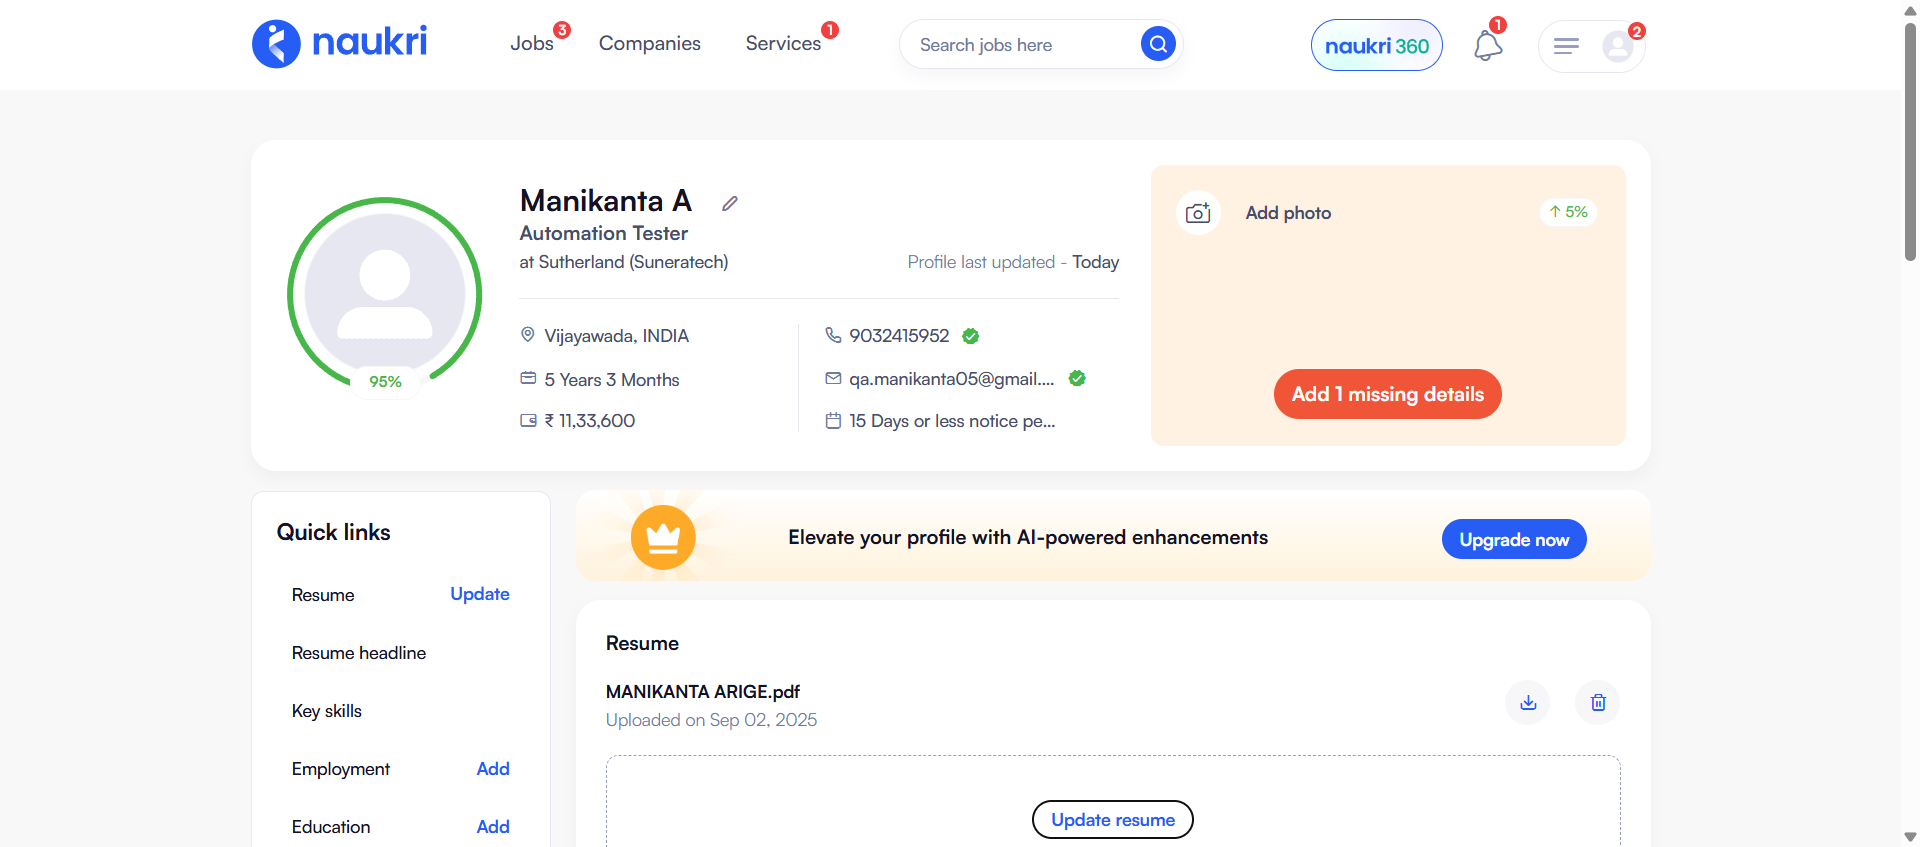 naukri
Jobs 3
Companies
Services 1
Search jobs here
naukri 360
1
2
Manikanta A
Automation Tester
at Sutherland (Suneratech)
Profile last updated - Today
95%
Vijayawada, INDIA
5 Years 3 Months
₹ 11,33,600
9032415952
qa.manikanta05@gmail....
15 Days or less notice pe...
Add photo
↑ 5%
Add 1 missing details
Quick links
Resume Update
Resume headline
Key skills
Employment Add
Education Add
Elevate your profile with AI-powered enhancements
Upgrade now
Resume
MANIKANTA ARIGE.pdf
Uploaded on Sep 02, 2025
Update resume